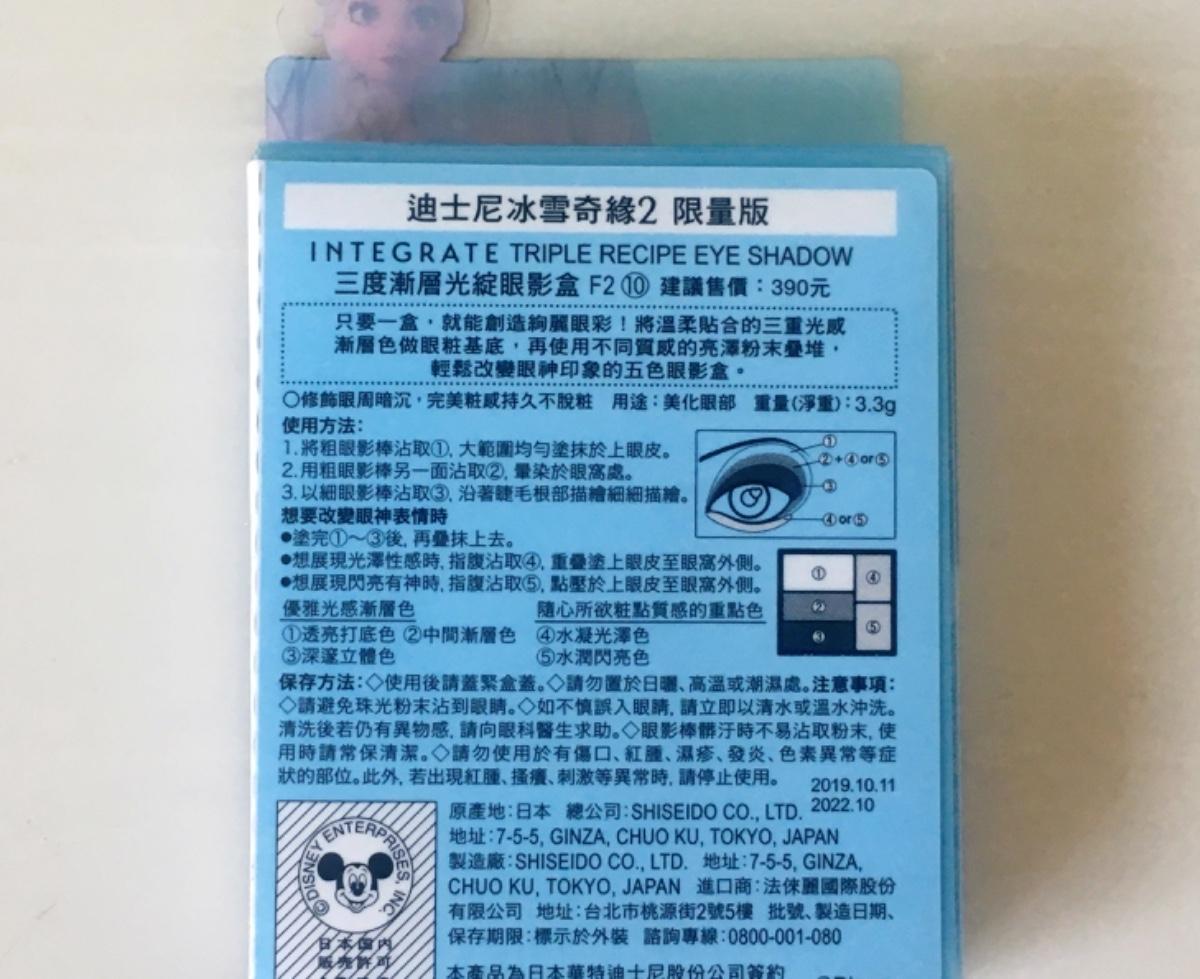 迪士尼冰雪奇緣2 限量版
INTEGRATE TRIPLE RECIPE EYE SHADOW
三度漸層光綻眼影盒 F2 ⑩ 建議售價：390元
只要一盒，就能創造絢麗眼彩！將溫柔貼合的三重光感
漸層色做眼粧基底，再使用不同質感的亮澤粉末疊堆，
輕鬆改變眼神印象的五色眼影盒。
○修飾眼周暗沉，完美粧感持久不脫粧 用途：美化眼部 重量(淨重)：3.3g
使用方法：
1.將粗眼影棒沾取①, 大範圍均勻塗抹於上眼皮。
2.用粗眼影棒另一面沾取②, 暈染於眼窩處。
3.以細眼影棒沾取③, 沿著睫毛根部描繪細細描繪。
①
②+④or⑤
③
④or⑤
想要改變眼神表情時
●塗完①～③後, 再疊抹上去。
●想展現光澤性感時, 指腹沾取④, 重疊塗上眼皮至眼窩外側。
●想展現閃亮有神時, 指腹沾取⑤, 點壓於上眼皮至眼窩外側。
① ④
②
③ ⑤
優雅光感漸層色 隨心所欲粧點質感的重點色
①透亮打底色 ②中間漸層色 ④水凝光澤色
③深邃立體色 ⑤水潤閃亮色
保存方法：◇使用後請蓋緊盒蓋。◇請勿置於日曬、高溫或潮濕處。注意事項：
◇請避免珠光粉末沾到眼睛。◇如不慎誤入眼睛, 請立即以清水或溫水沖洗。
清洗後若仍有異物感, 請向眼科醫生求助。◇眼影棒髒汙時不易沾取粉末, 使
用時請常保清潔。◇請勿使用於有傷口、紅腫、濕疹、發炎、色素異常等症
狀的部位。此外, 若出現紅腫、搔癢、刺激等異常時, 請停止使用。
2019.10.11
2022.10
原產地：日本 總公司：SHISEIDO CO., LTD.
地址：7-5-5, GINZA, CHUO KU, TOKYO, JAPAN
製造廠：SHISEIDO CO., LTD. 地址：7-5-5, GINZA,
CHUO KU, TOKYO, JAPAN 進口商：法倈麗國際股份
有限公司 地址：台北市桃源街2號5樓 批號、製造日期、
保存期限：標示於外裝 諮詢專線：0800-001-080
本產品為日本華特迪士尼股份公司簽約
©DISNEY ENTERPRISES, INC.
日本国内
販売許可